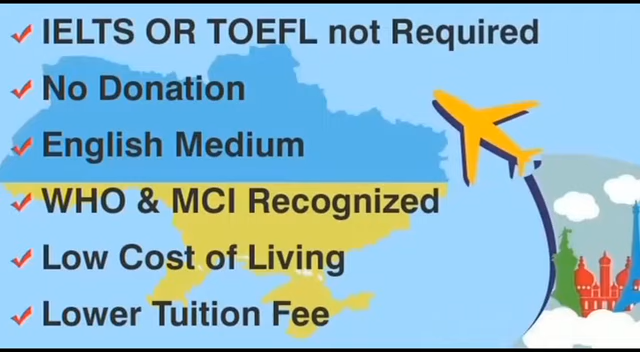 IELTS OR TOEFL not Required
No Donation
English Medium
WHO & MCI Recognized
Low Cost of Living
Lower Tuition Fee